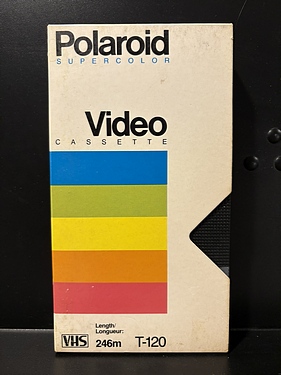 Polaroid
SUPERCOLOR
Video
CASSETTE
Length/
Longueur:
VHS 246m T-120